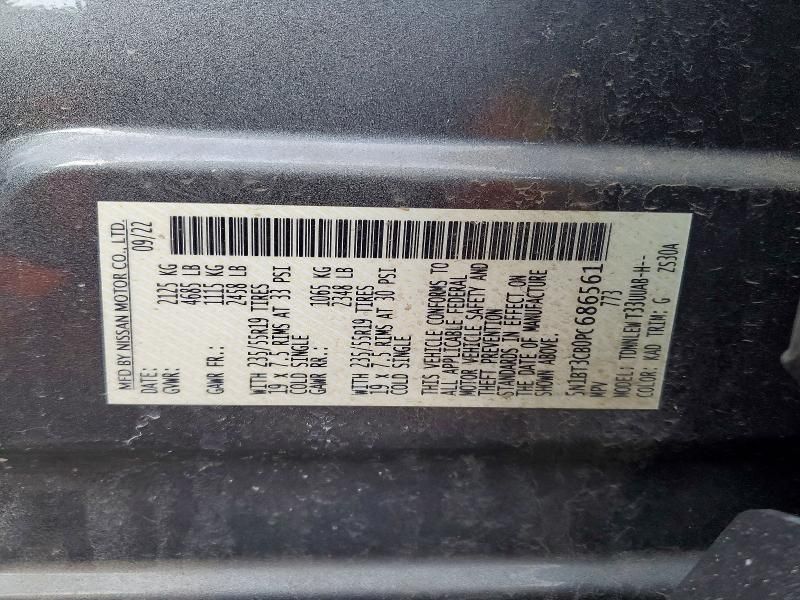 MFD BY NISSAN MOTOR CO., LTD.
DATE: 09/22
GVWR: 2125 KG
4685 LB
GAWR FR: 1115 KG
2458 LB
WITH 235/55R19 TIRES
19 X 7.5 RIMS AT 33 PSI
COLD SINGLE
GAWR RR: 1065 KG
2348 LB
WITH 235/55R19 TIRES
19 X 7.5 RIMS AT 30 PSI
COLD SINGLE
THIS VEHICLE CONFORMS TO
ALL APPLICABLE FEDERAL
MOTOR VEHICLE SAFETY AND
THEFT PREVENTION
STANDARDS IN EFFECT ON
THE DATE OF MANUFACTURE
SHOWN ABOVE.
5N1BT3CB0PC686561
MPV 773
MODEL: TDWNLEWT33UUAB-H--
COLOR: KAD TRIM: G ZS30A